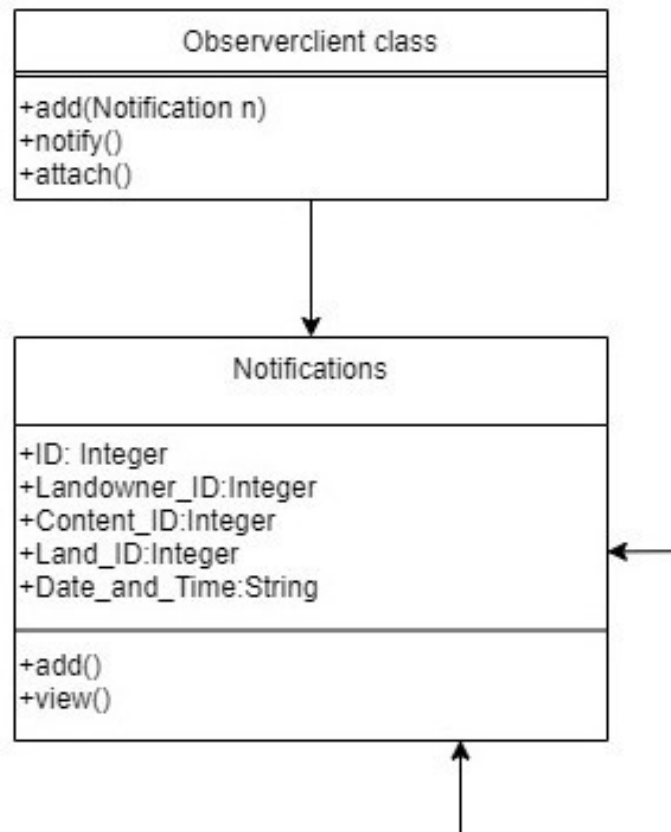 Observerclient class
+add(Notification n)
+notify()
+attach()
Notifications
+ID: Integer
+Landowner_ID:Integer
+Content_ID:Integer
+Land_ID:Integer
+Date_and_Time:String
+add()
+view()